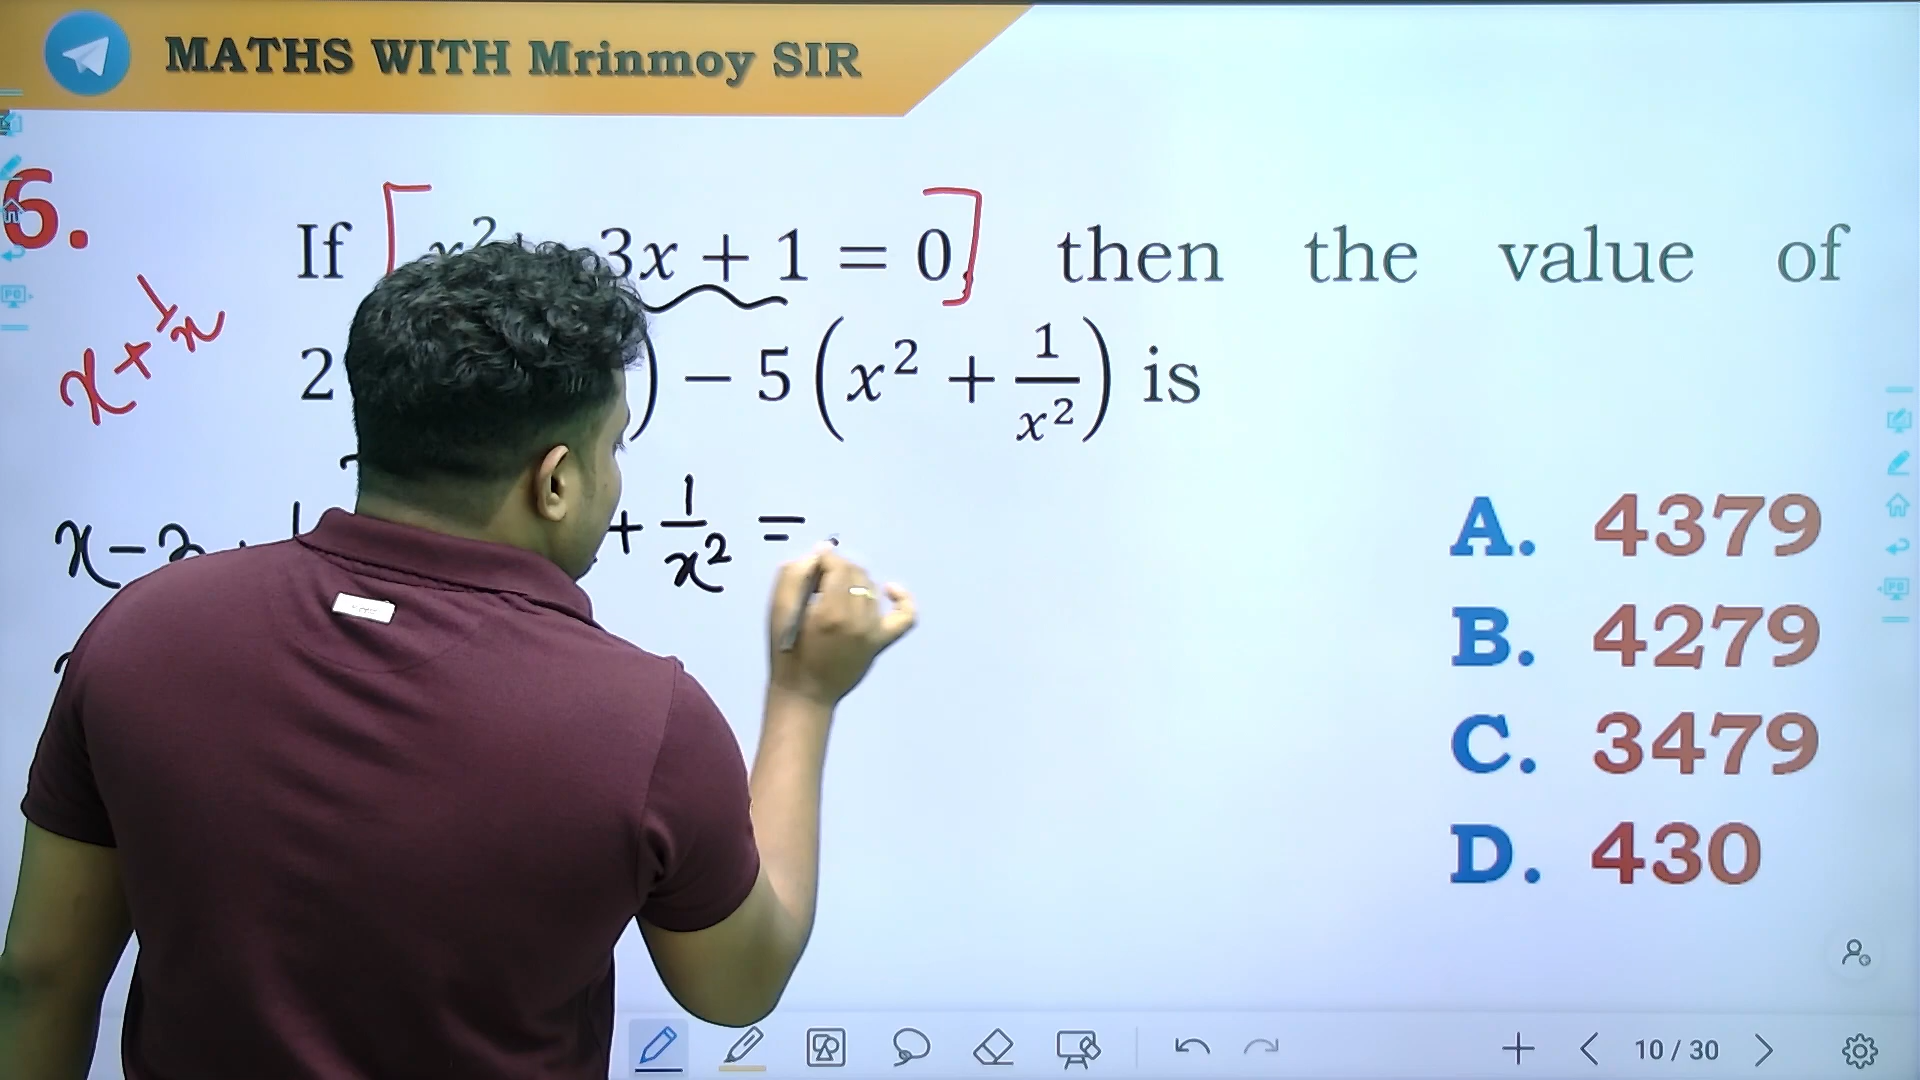 MATHS WITH Mrinmoy SIR
6.
If [x² 3x + 1 = 0,] then the value of
2 ) − 5 (x² + 1/x²) is
x + 1/x
x − + 1/x² =
A. 4379
B. 4279
C. 3479
D. 430
10 / 30